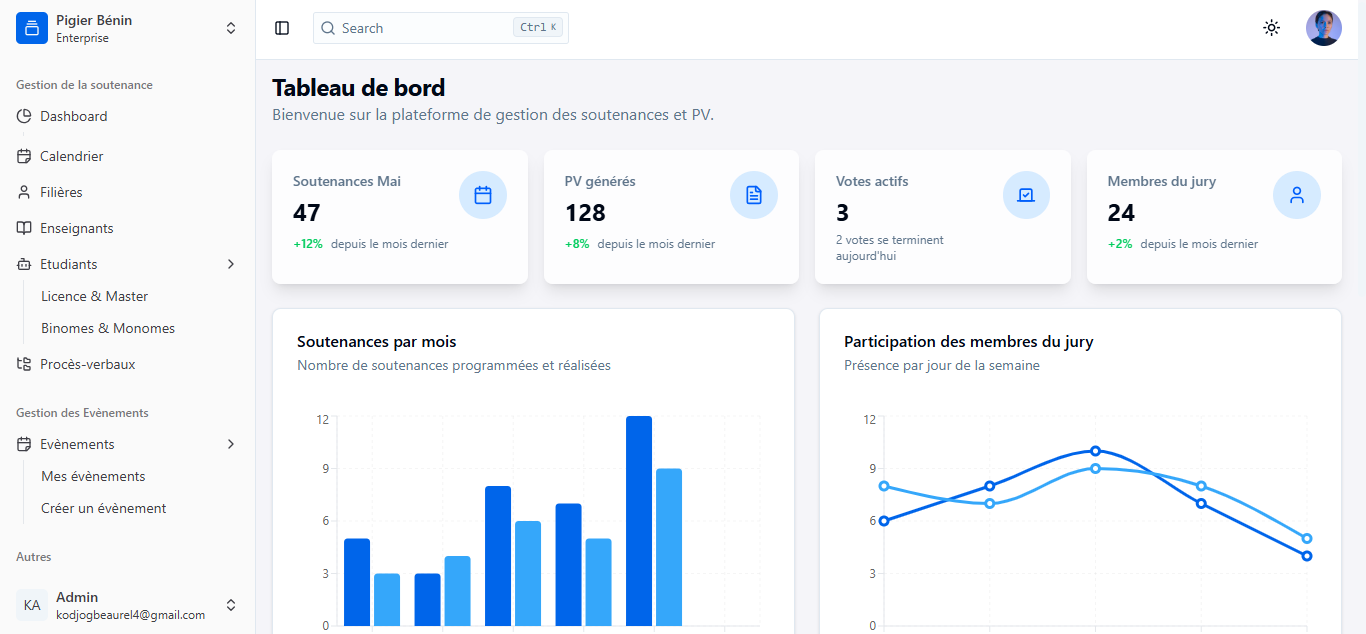 Pigier Bénin
Enterprise
Gestion de la soutenance
Dashboard
Calendrier
Filières
Enseignants
Etudiants
Licence & Master
Binomes & Monomes
Procès-verbaux
Gestion des Evènements
Evènements
Mes évènements
Créer un évènement
Autres
KA
Admin
kodjogbeaurel4@gmail.com
Search
Ctrl K
Tableau de bord
Bienvenue sur la plateforme de gestion des soutenances et PV.
Soutenances Mai
47
+12% depuis le mois dernier
PV générés
128
+8% depuis le mois dernier
Votes actifs
3
2 votes se terminent
aujourd'hui
Membres du jury
24
+2% depuis le mois dernier
Soutenances par mois
Nombre de soutenances programmées et réalisées
12
9
6
3
0
Participation des membres du jury
Présence par jour de la semaine
12
9
6
3
0